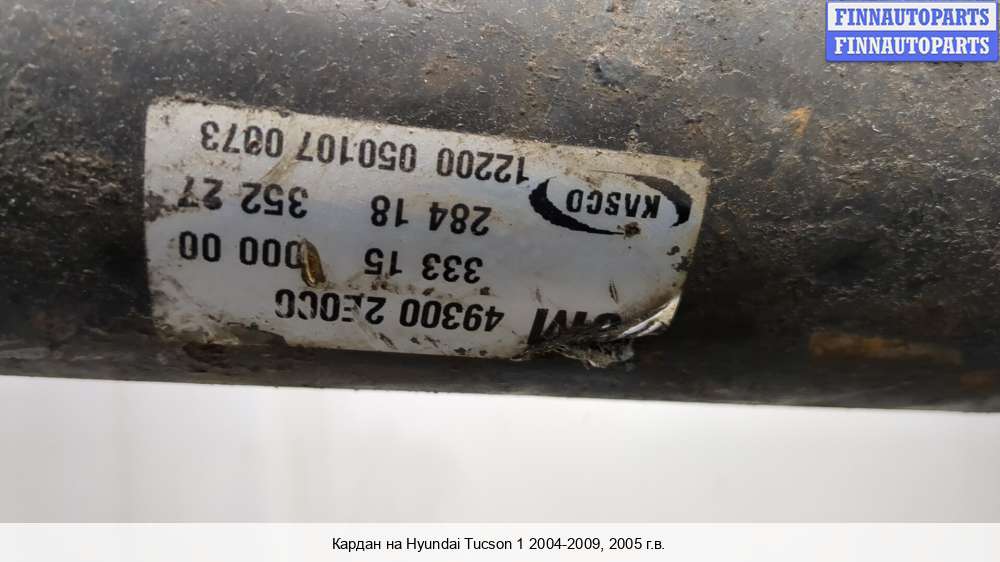 FINNAUTOPARTS
FINNAUTOPARTS
49300 2E000
333 15 000 00
284 18 352 27
KASCO
12200 050107 0073
Кардан на Hyundai Tucson 1 2004-2009, 2005 г.в.